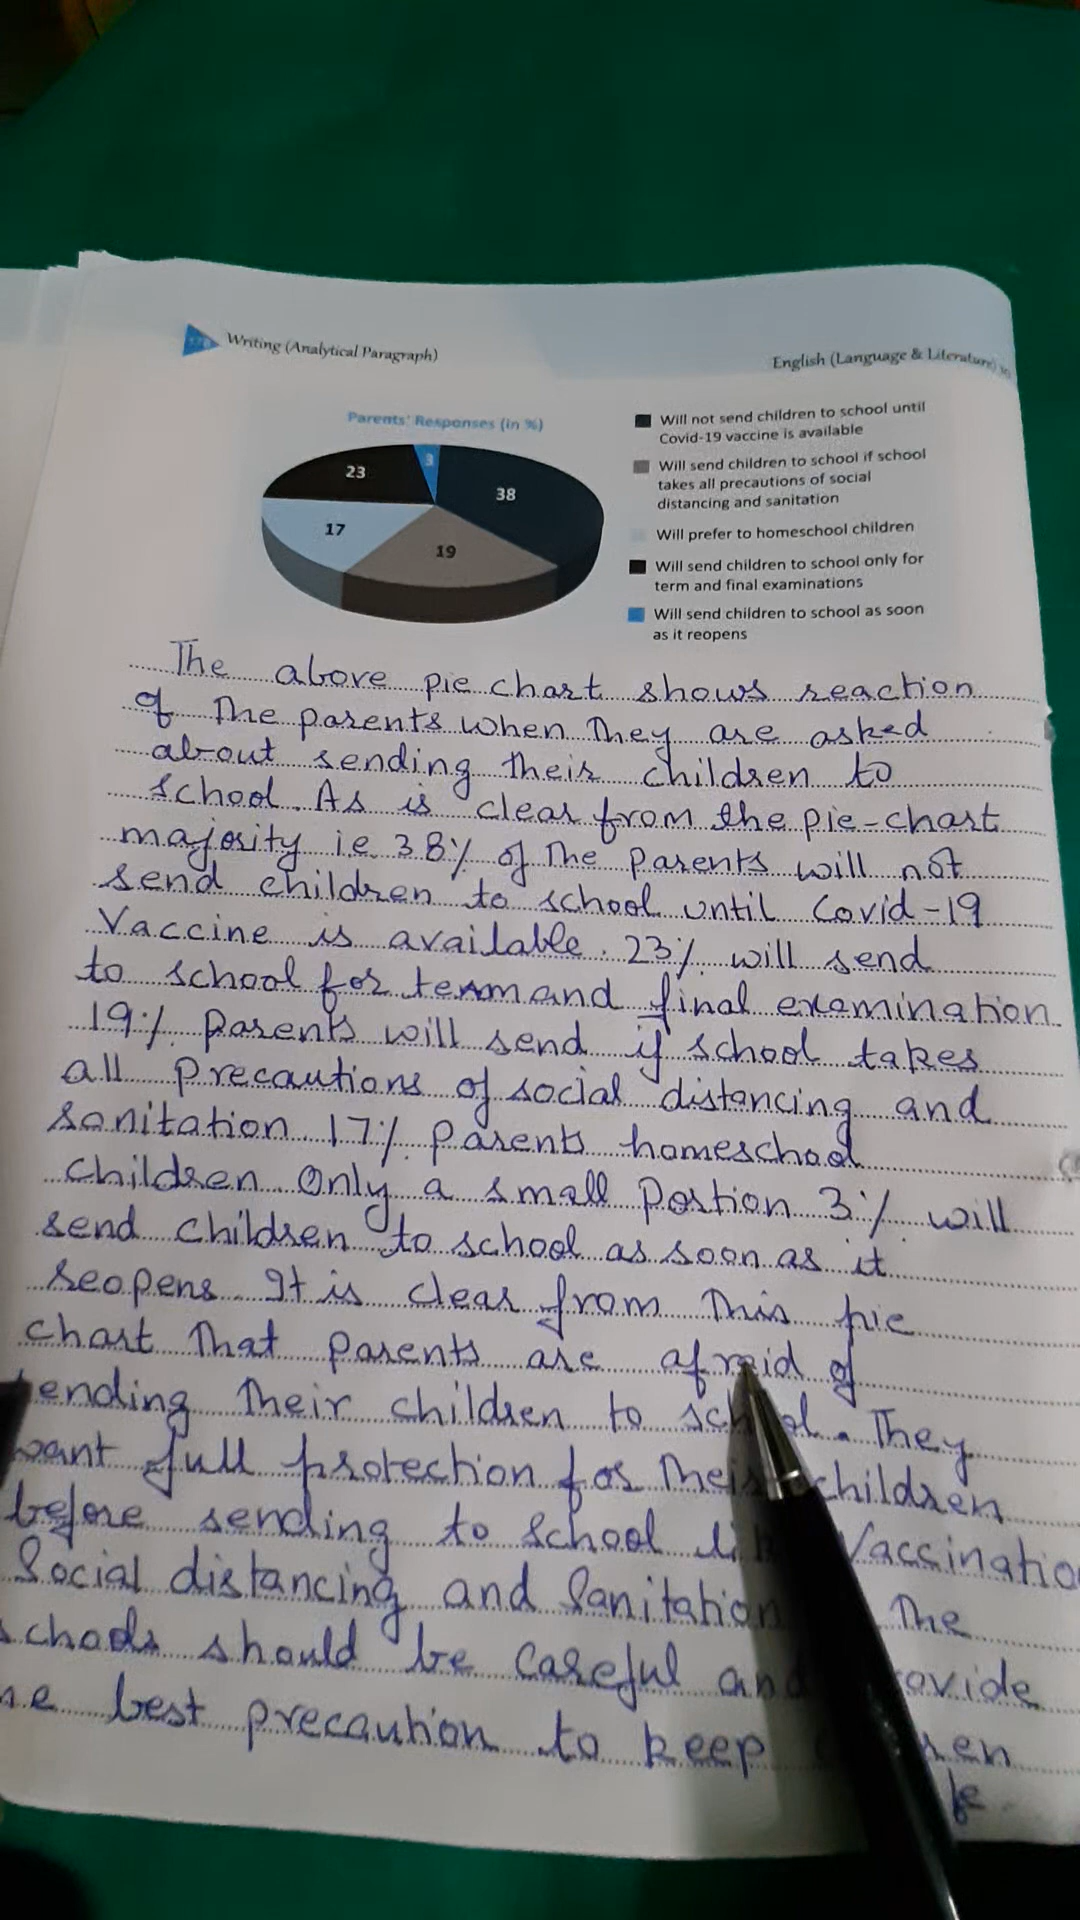 Writing (Analytical Paragraph)
English (Language & Literature)
Parents' Responses (in %)
3
23
38
17
19
Will not send children to school until
Covid-19 vaccine is available
Will send children to school if school
takes all precautions of social
distancing and sanitation
Will prefer to homeschool children
Will send children to school only for
term and final examinations
Will send children to school as soon
as it reopens
The above pie chart shows reaction
of the parents when they are asked
about sending their children to
school. As is clear from the pie-chart
majority i.e. 38% of the parents will not
send children to school until Covid-19
Vaccine is available. 23% will send
to school for term and final examination.
19% parents will send if school takes
all precautions of social distancing and
sanitation. 17% parents homeschool
children. Only a small portion 3% will
send children to school as soon as it
reopens. It is clear from this pie
chart that parents are afraid of
ending their children to school. They
want full protection for their children
before sending to school Vaccinatio
Social distancing and Sanitation The
schools should be careful and ovide
best precaution to keep ren